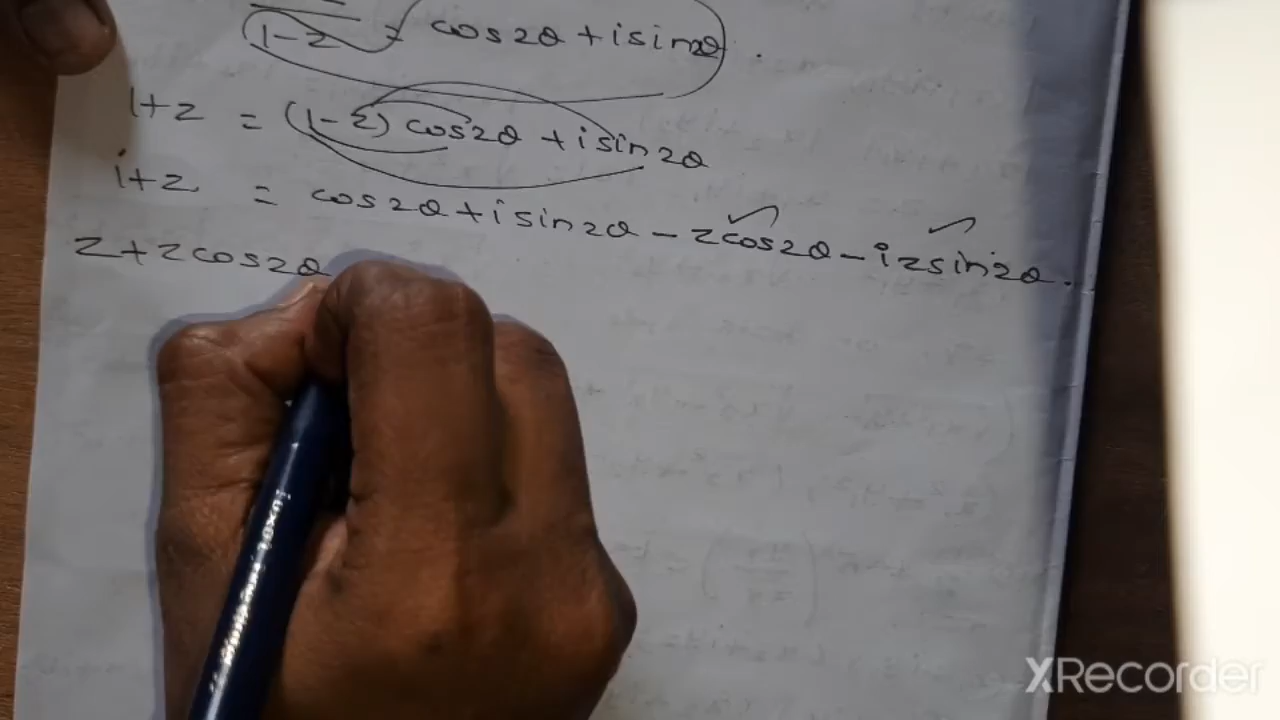 1-z = cos2θ + isin2θ .
1+z = (1-z) cos2θ + isin2θ
1+z = cos2θ + isin2θ - zcos2θ - izsin2θ.
z+zcos2θ
XRecorder